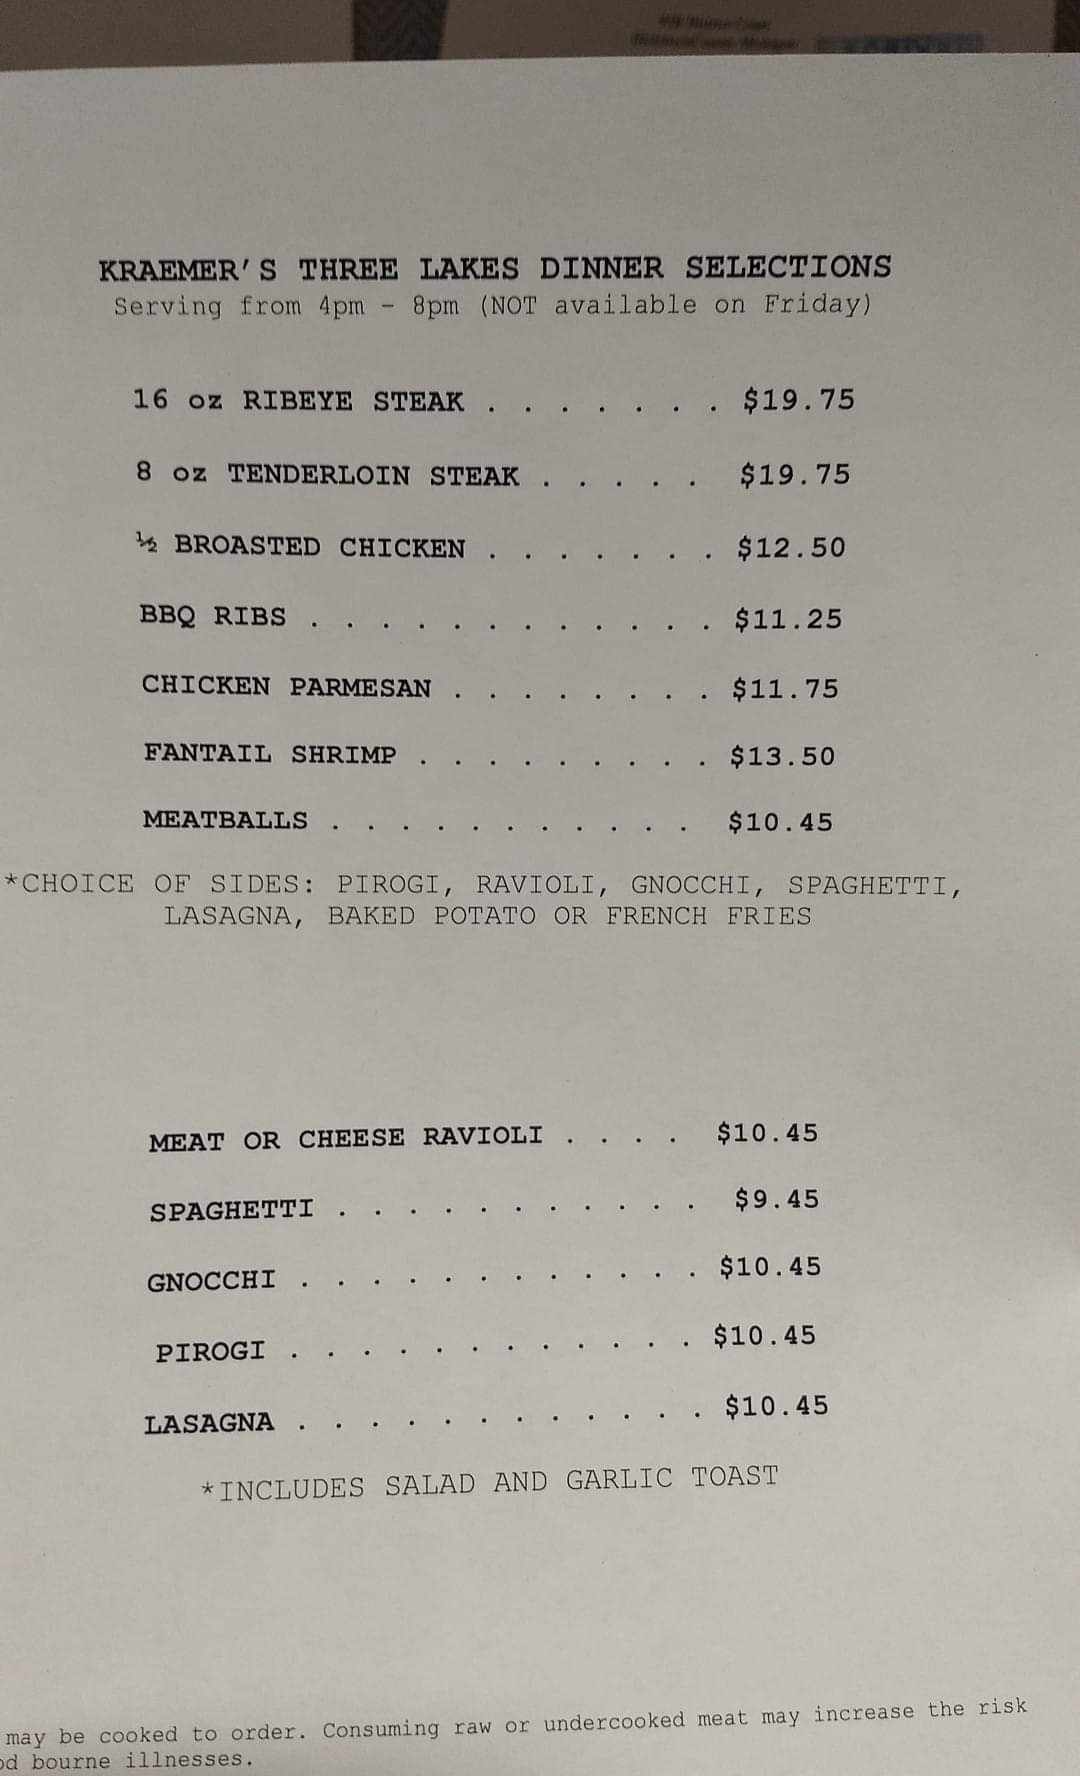 KRAEMER'S THREE LAKES DINNER SELECTIONS
Serving from 4pm - 8pm (NOT available on Friday)
16 oz RIBEYE STEAK . . . . . . . $19.75
8 oz TENDERLOIN STEAK . . . . . $19.75
½ BROASTED CHICKEN . . . . . . . $12.50
BBQ RIBS . . . . . . . . . . . . $11.25
CHICKEN PARMESAN . . . . . . . . $11.75
FANTAIL SHRIMP . . . . . . . . . $13.50
MEATBALLS . . . . . . . . . . . $10.45
*CHOICE OF SIDES: PIROGI, RAVIOLI, GNOCCHI, SPAGHETTI,
LASAGNA, BAKED POTATO OR FRENCH FRIES
MEAT OR CHEESE RAVIOLI . . . . $10.45
SPAGHETTI . . . . . . . . . . . $9.45
GNOCCHI . . . . . . . . . . . . $10.45
PIROGI . . . . . . . . . . . . $10.45
LASAGNA . . . . . . . . . . . . $10.45
*INCLUDES SALAD AND GARLIC TOAST
may be cooked to order. Consuming raw or undercooked meat may increase the risk
od bourne illnesses.